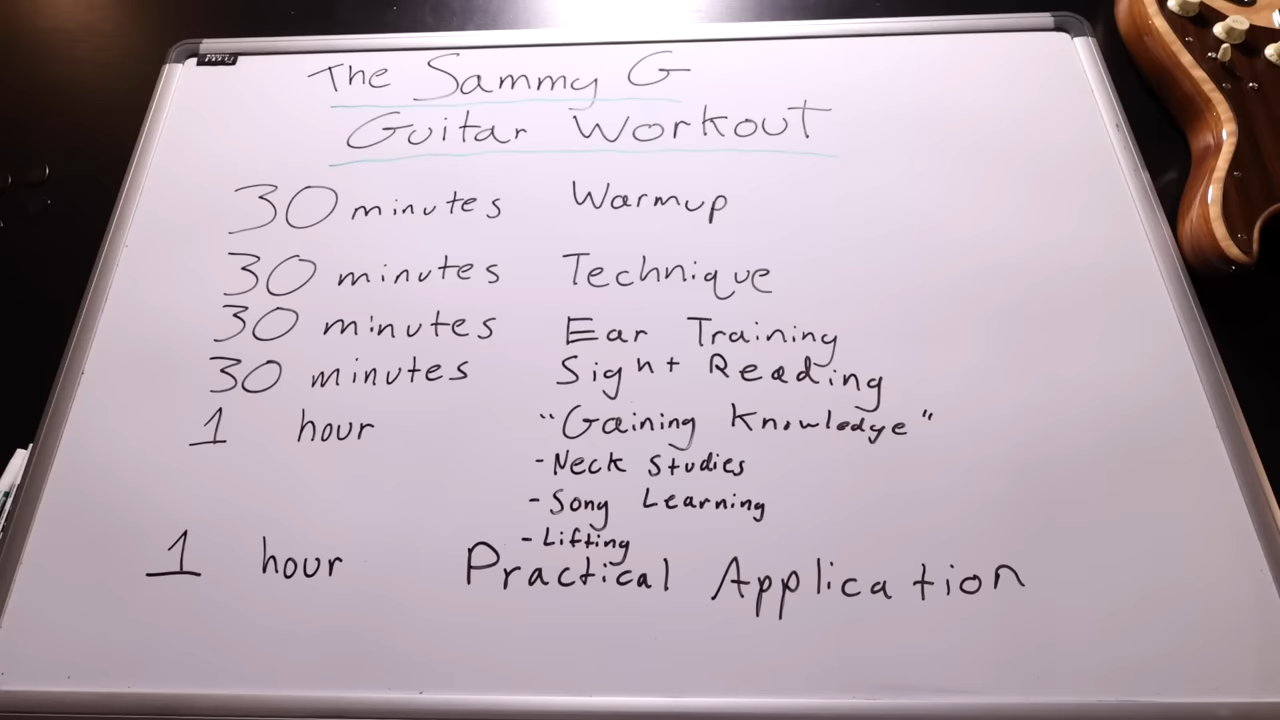 The Sammy G
Guitar Workout
30 minutes Warmup
30 minutes Technique
30 minutes Ear Training
30 minutes Sight Reading
1 hour "Gaining Knowledge"
- Neck Studies
- Song Learning
- Lifting
1 hour Practical Application